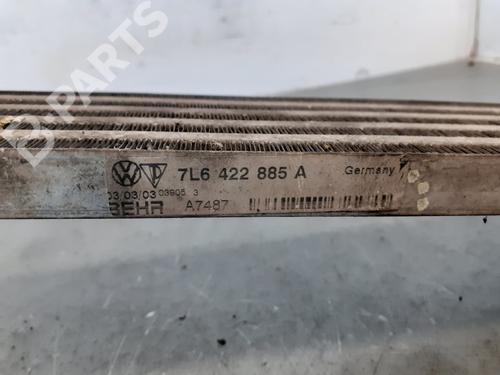 B-PARTS
7L6 422 885 A Germany
03/03/03 03905 3
BEHR A7487